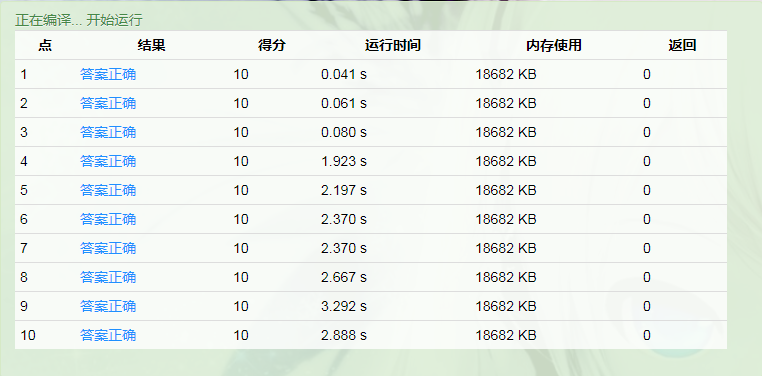 正在编译... 开始运行
点 结果 得分 运行时间 内存使用 返回
1 答案正确 10 0.041 s 18682 KB 0
2 答案正确 10 0.061 s 18682 KB 0
3 答案正确 10 0.080 s 18682 KB 0
4 答案正确 10 1.923 s 18682 KB 0
5 答案正确 10 2.197 s 18682 KB 0
6 答案正确 10 2.370 s 18682 KB 0
7 答案正确 10 2.370 s 18682 KB 0
8 答案正确 10 2.667 s 18682 KB 0
9 答案正确 10 3.292 s 18682 KB 0
10 答案正确 10 2.888 s 18682 KB 0